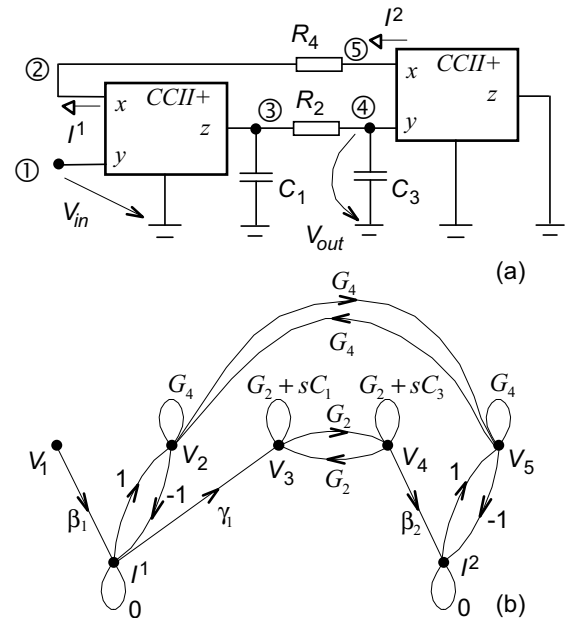 I²
R₄ ⑤
② x CCII+ x CCII+
③ R₂ ④ z
I¹ z
① y y
V_in C₁ C₃
V_out
(a)
G₄
G₄
G₄ G₂ + sC₁ G₂ + sC₃ G₄
G₂
V₁ V₂ V₃ V₄ V₅
G₂
1 -1 1 -1
β₁ γ₁ β₂
I¹ I²
0 0 (b)